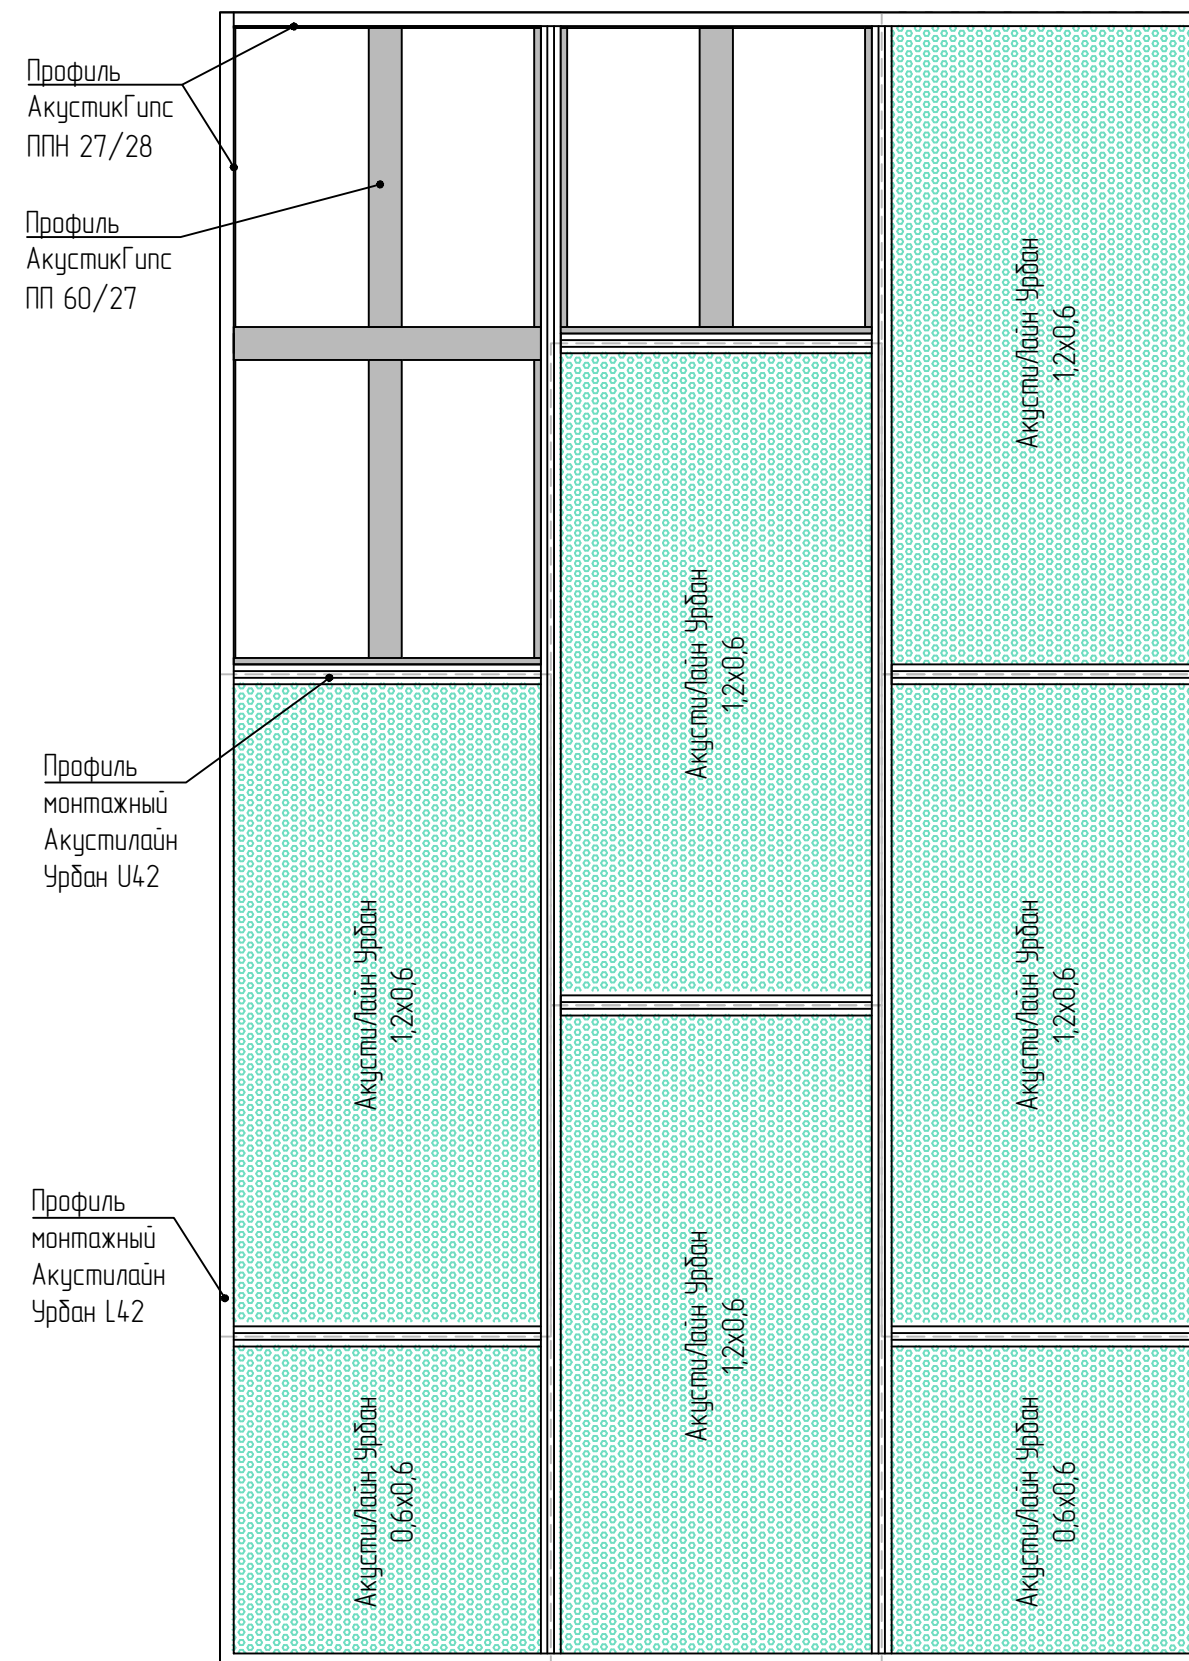 Профиль
АкустикГипс
ППН 27/28
Профиль
АкустикГипс
ПП 60/27
Профиль
монтажный
Акустилайн
Урбан U42
Профиль
монтажный
Акустилайн
Урбан L42
АкустиЛайн Урбан
1,2х0,6
АкустиЛайн Урбан
0,6х0,6
АкустиЛайн Урбан
1,2х0,6
АкустиЛайн Урбан
1,2х0,6
АкустиЛайн Урбан
1,2х0,6
АкустиЛайн Урбан
1,2х0,6
АкустиЛайн Урбан
0,6х0,6